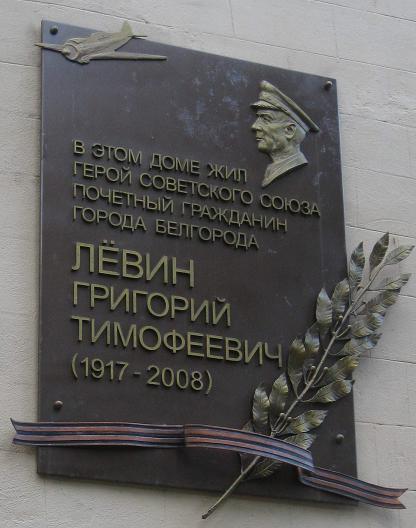 В ЭТОМ ДОМЕ ЖИЛ
ГЕРОЙ СОВЕТСКОГО СОЮЗА
ПОЧЕТНЫЙ ГРАЖДАНИН
ГОРОДА БЕЛГОРОДА
ЛЁВИН
ГРИГОРИЙ
ТИМОФЕЕВИЧ
(1917-2008)